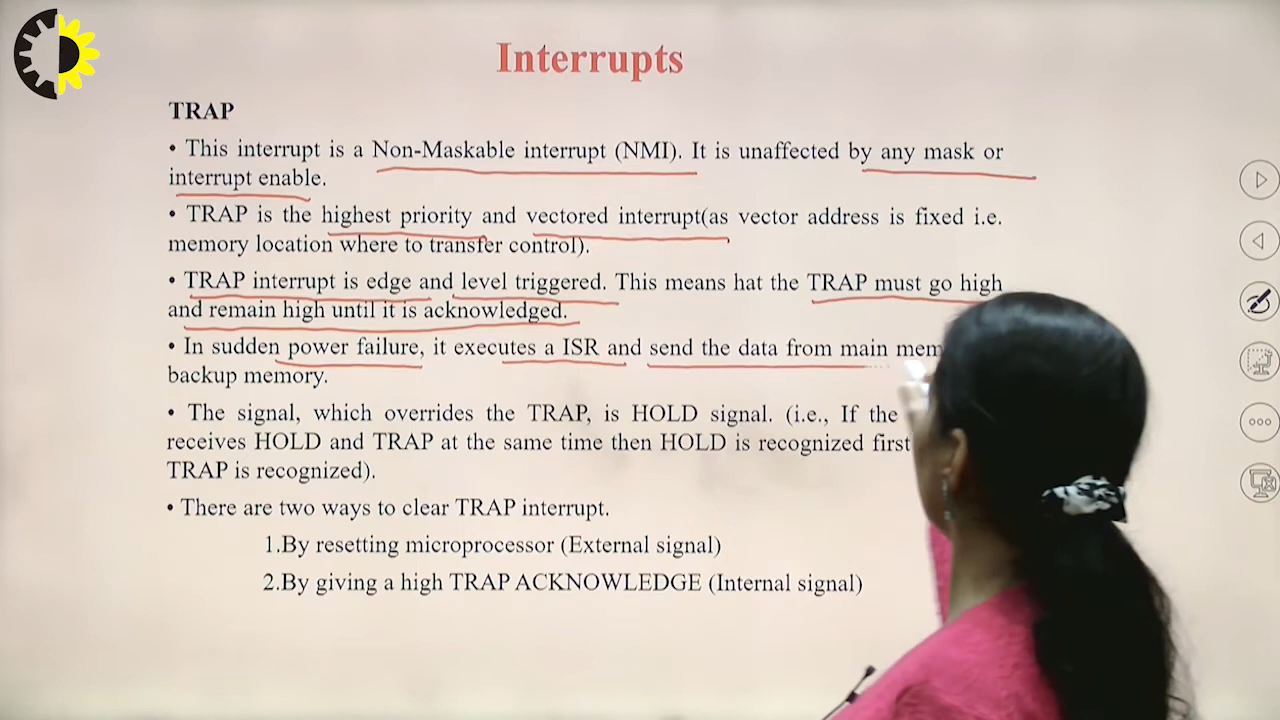 Interrupts
TRAP
• This interrupt is a Non-Maskable interrupt (NMI). It is unaffected by any mask or
interrupt enable.
• TRAP is the highest priority and vectored interrupt(as vector address is fixed i.e.
memory location where to transfer control).
• TRAP interrupt is edge and level triggered. This means hat the TRAP must go high
and remain high until it is acknowledged.
• In sudden power failure, it executes a ISR and send the data from main
backup memory.
• The signal, which overrides the TRAP, is HOLD signal. (i.e., If the
receives HOLD and TRAP at the same time then HOLD is recognized first
TRAP is recognized).
• There are two ways to clear TRAP interrupt.
1.By resetting microprocessor (External signal)
2.By giving a high TRAP ACKNOWLEDGE (Internal signal)